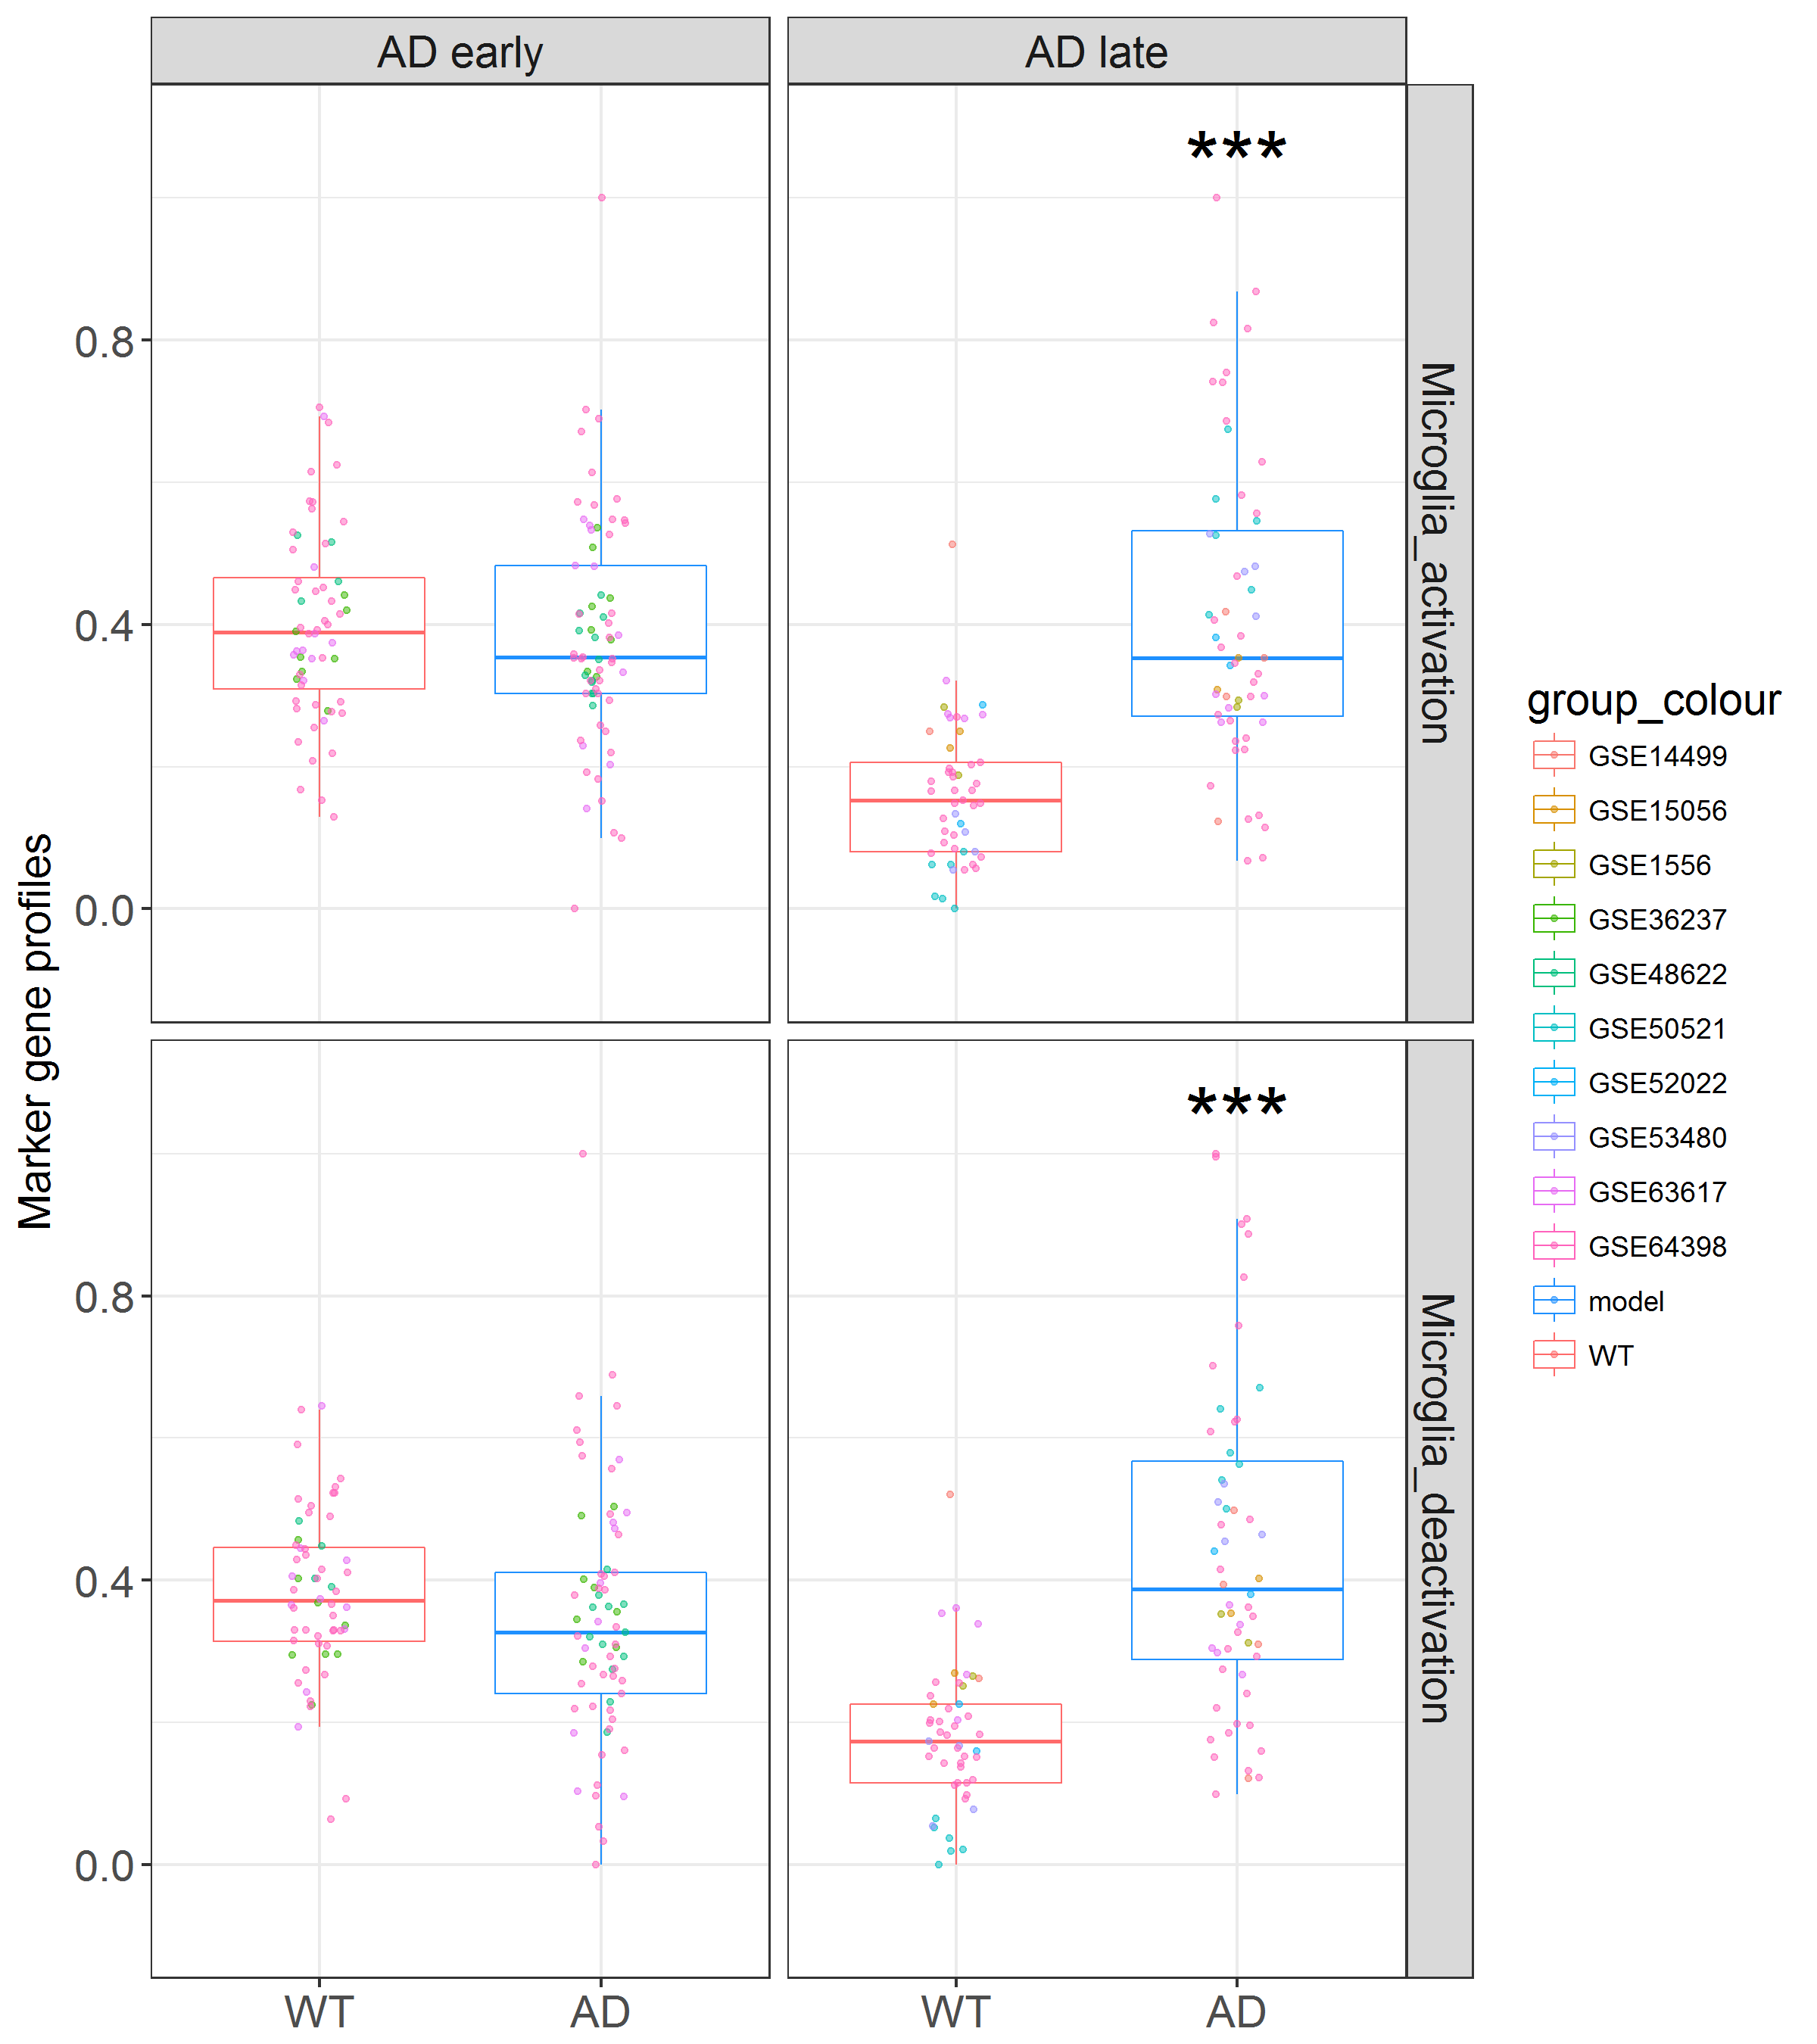 AD early
AD late
***
0.8
0.4
0.0
Microglia_activation
Marker gene profiles
***
0.8
0.4
0.0
Microglia_deactivation
WT
AD
WT
AD
group_colour
GSE14499
GSE15056
GSE1556
GSE36237
GSE48622
GSE50521
GSE52022
GSE53480
GSE63617
GSE64398
model
WT